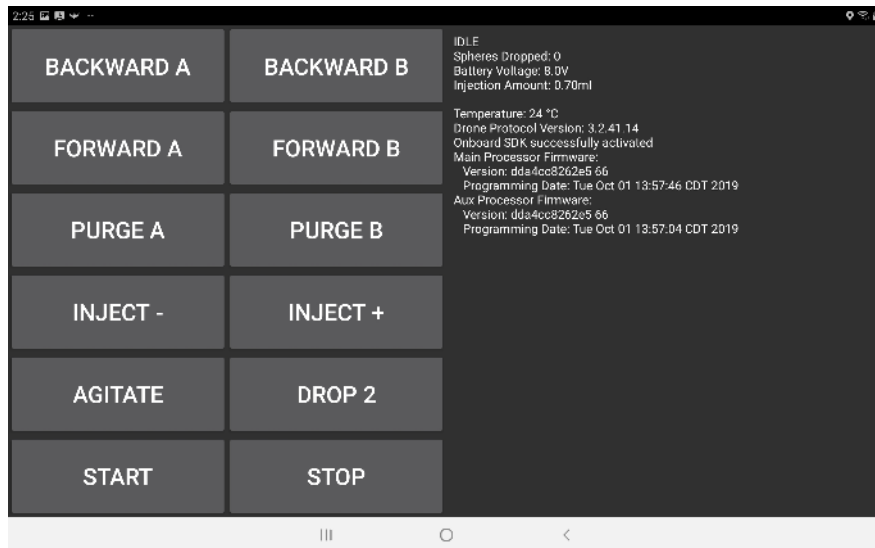 2:25
BACKWARD A
BACKWARD B
FORWARD A
FORWARD B
PURGE A
PURGE B
INJECT -
INJECT +
AGITATE
DROP 2
START
STOP
IDLE
Spheres Dropped: 0
Battery Voltage: 8.0V
Injection Amount: 0.70ml
Temperature: 24 °C
Drone Protocol Version: 3.2.41.14
Onboard SDK successfully activated
Main Processor Firmware:
Version: dda4cc8262e5 66
Programming Date: Tue Oct 01 13:57:46 CDT 2019
Aux Processor Firmware:
Version: dda4cc8262e5 66
Programming Date: Tue Oct 01 13:57:04 CDT 2019